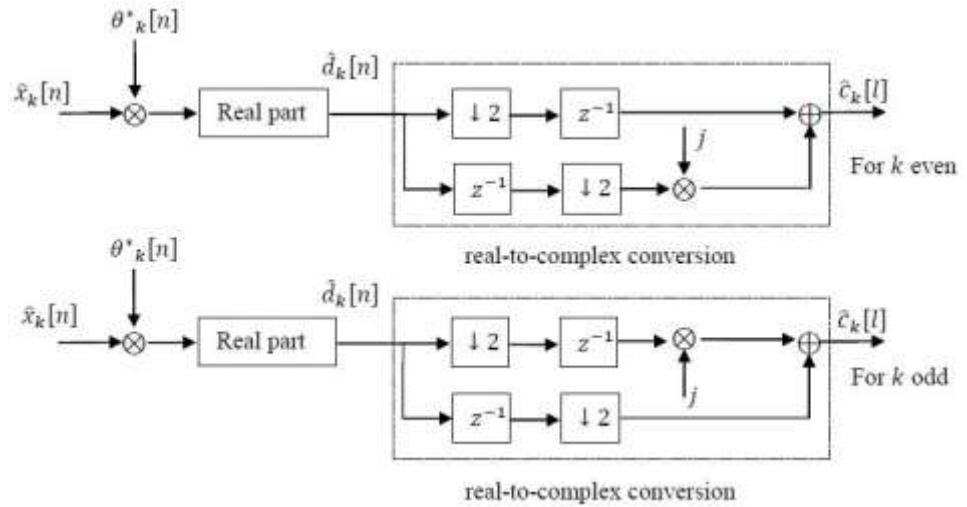 θ*ₖ[n]
x̂ₖ[n]
Real part
d̂ₖ[n]
↓ 2
z⁻¹
ĉₖ[l]
j
z⁻¹
↓ 2
For k even
real-to-complex conversion
θ*ₖ[n]
x̂ₖ[n]
Real part
d̂ₖ[n]
↓ 2
z⁻¹
ĉₖ[l]
j
z⁻¹
↓ 2
For k odd
real-to-complex conversion